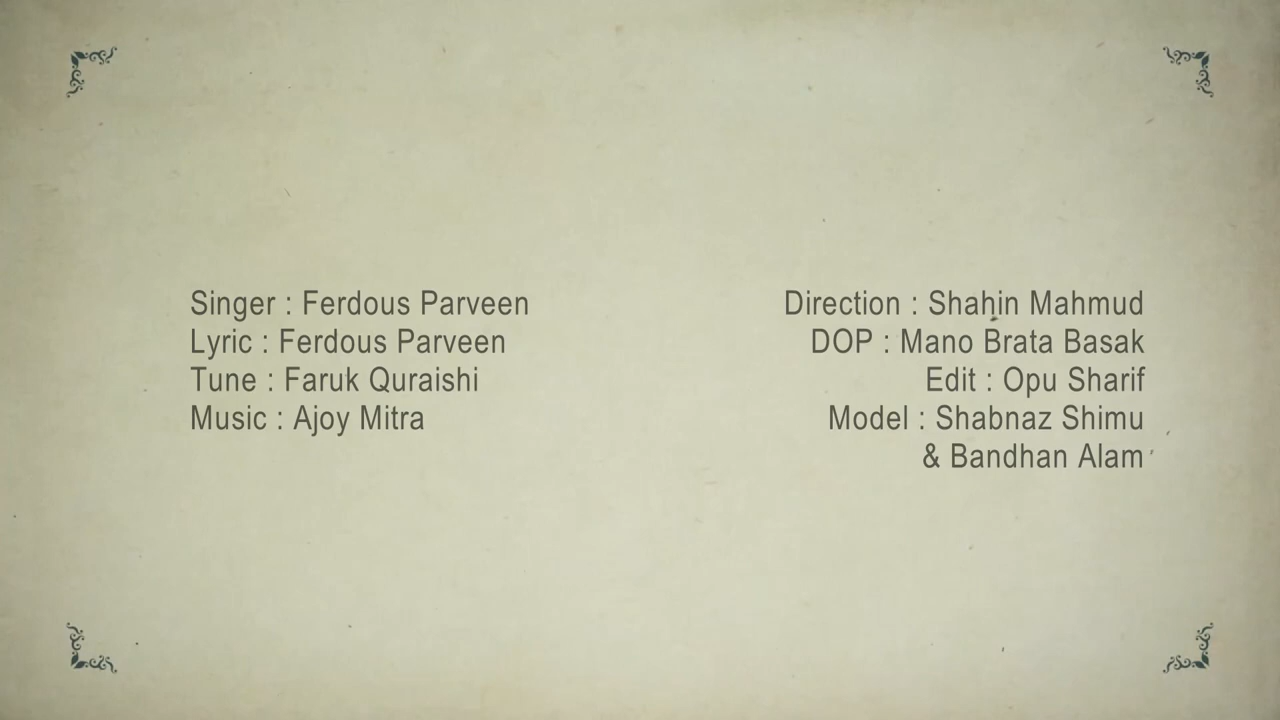 Singer : Ferdous Parveen
Lyric : Ferdous Parveen
Tune : Faruk Quraishi
Music : Ajoy Mitra
Direction : Shahin Mahmud
DOP : Mano Brata Basak
Edit : Opu Sharif
Model : Shabnaz Shimu
& Bandhan Alam